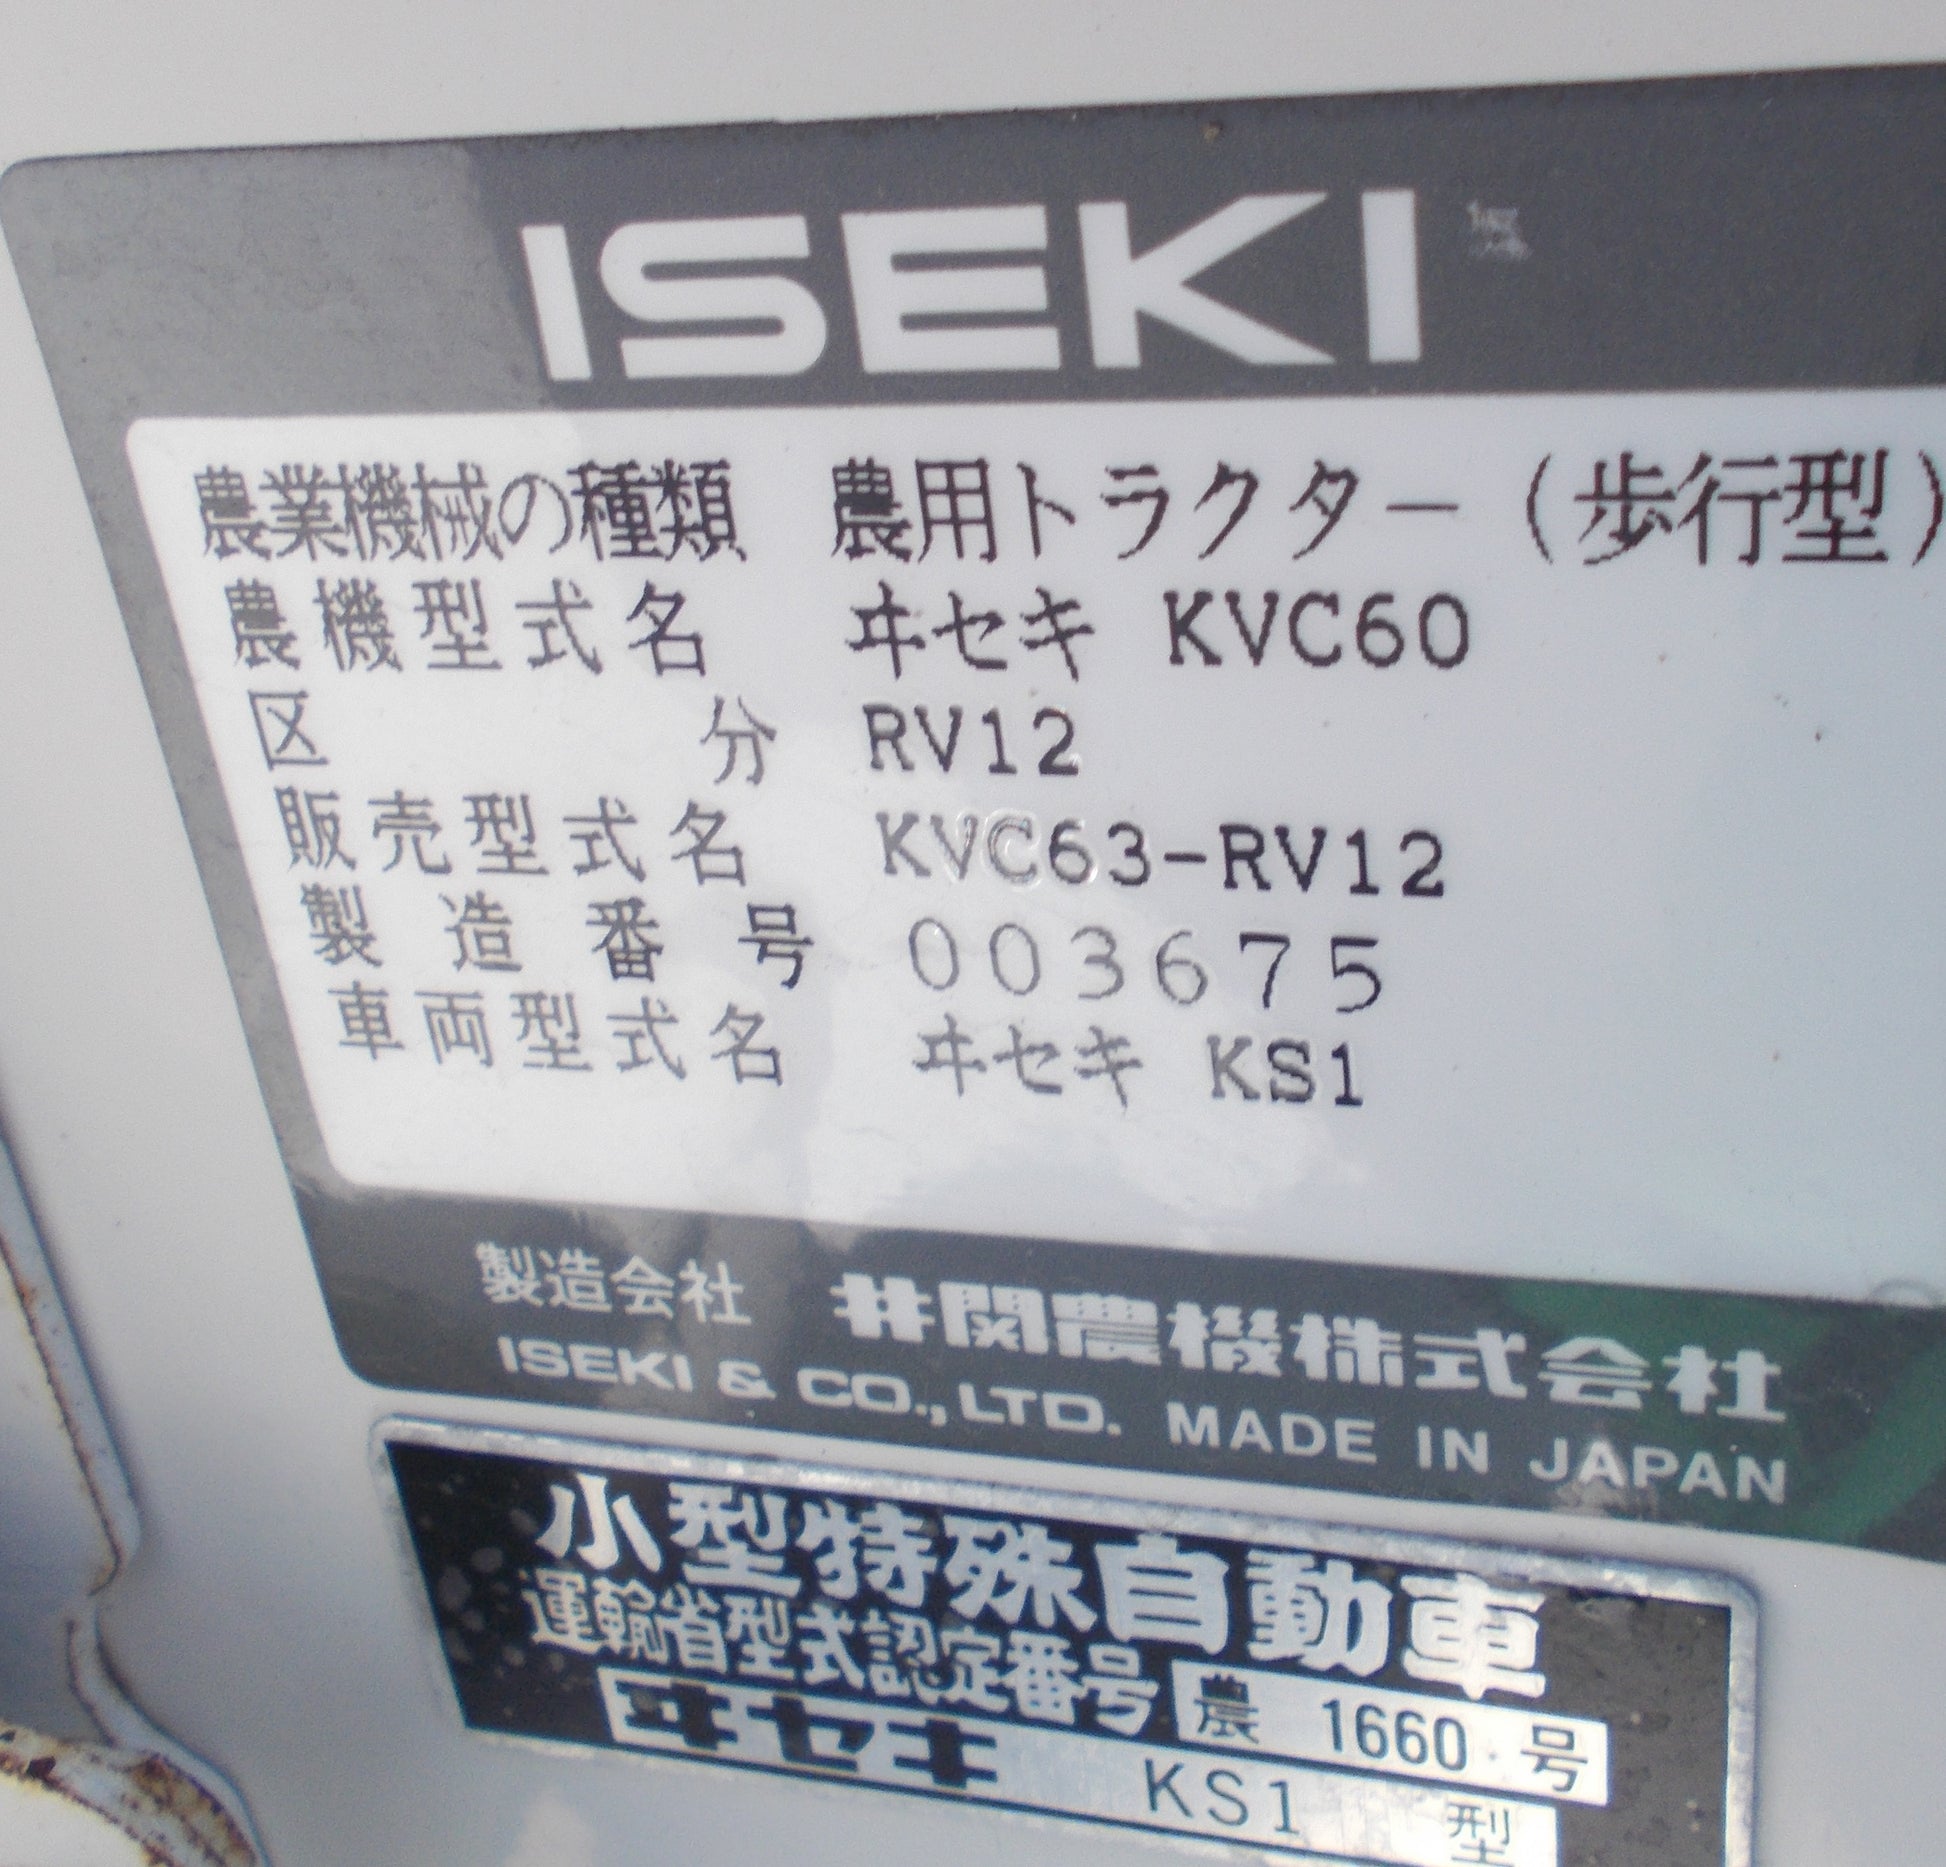 ISEKI
農業機械の種類 農用トラクター(歩行型)
農機型式名 ヰセキ KVC60
区分 RV12
販売型式名 KVC63-RV12
製造番号 003675
車両型式名 ヰセキ KS1
製造会社 井関農機株式会社
ISEKI & CO., LTD. MADE IN JAPAN
小型特殊自動車
運輸省型式認定番号 農 1660 号
ヰセキ KS1 型